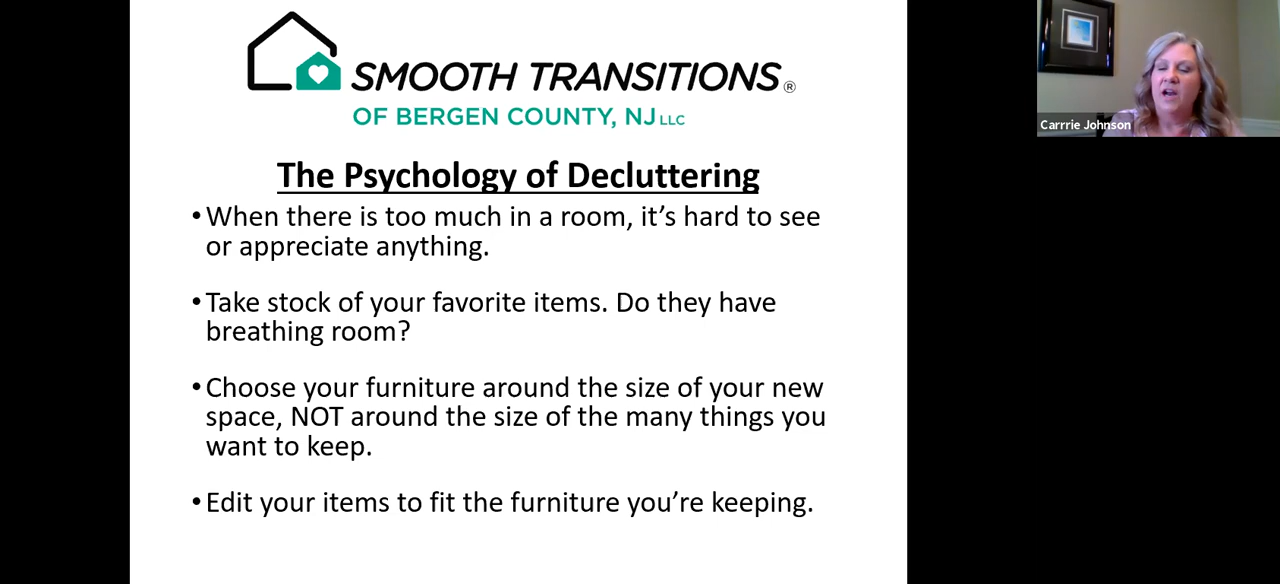 SMOOTH TRANSITIONS®
OF BERGEN COUNTY, NJ LLC
Carrrie Johnson
The Psychology of Decluttering
•When there is too much in a room, it’s hard to see
or appreciate anything.
•Take stock of your favorite items. Do they have
breathing room?
•Choose your furniture around the size of your new
space, NOT around the size of the many things you
want to keep.
•Edit your items to fit the furniture you’re keeping.